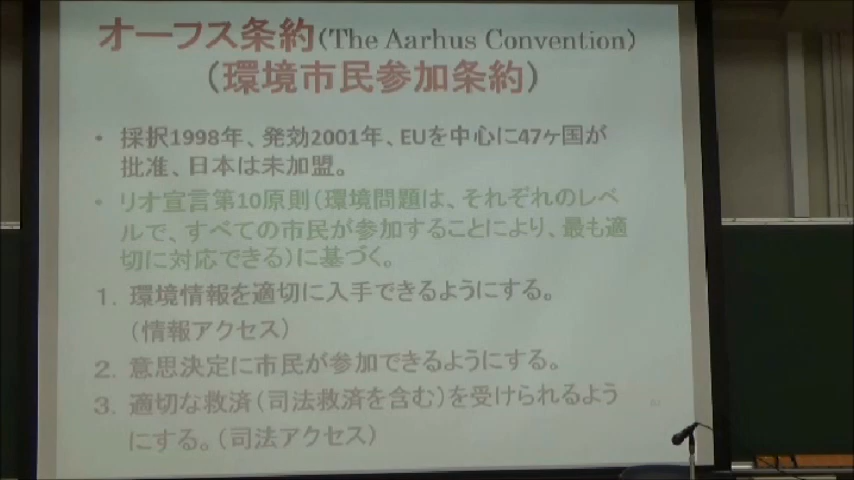 オーフス条約(The Aarhus Convention)
（環境市民参加条約）
・ 採択1998年、発効2001年、EUを中心に47ヶ国が
批准、日本は未加盟。
・ リオ宣言第10原則（環境問題は、それぞれのレベ
ルで、すべての市民が参加することにより、最も適
切に対応できる）に基づく。
1. 環境情報を適切に入手できるようにする。
（情報アクセス）
2. 意思決定に市民が参加できるようにする。
3. 適切な救済（司法救済を含む）を受けられるよう
にする。（司法アクセス）